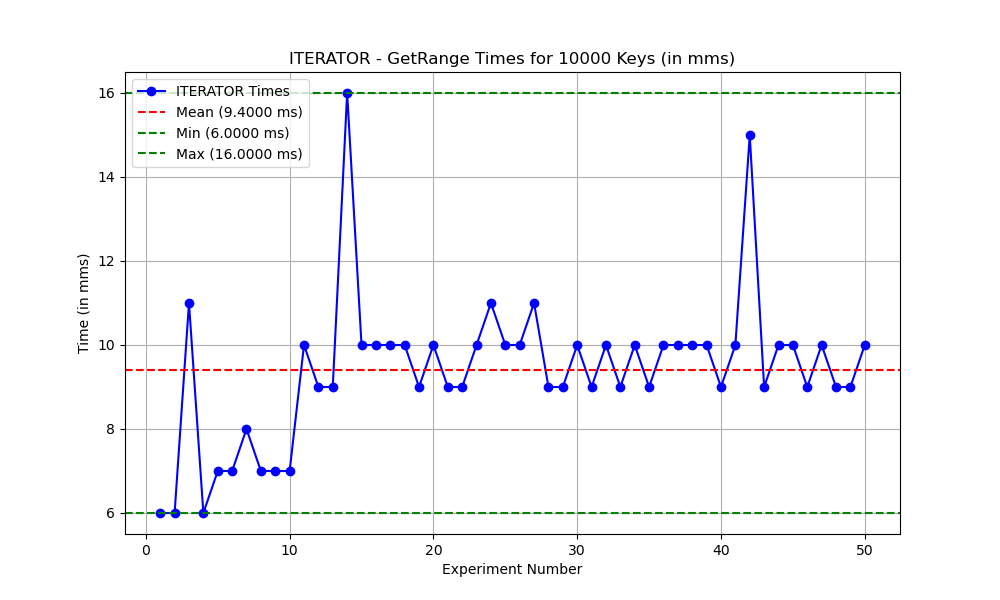 ITERATOR - GetRange Times for 10000 Keys (in mms)
ITERATOR Times
Mean (9.4000 ms)
Min (6.0000 ms)
Max (16.0000 ms)
Time (in mms)
16
14
12
10
8
6
0 10 20 30 40 50
Experiment Number